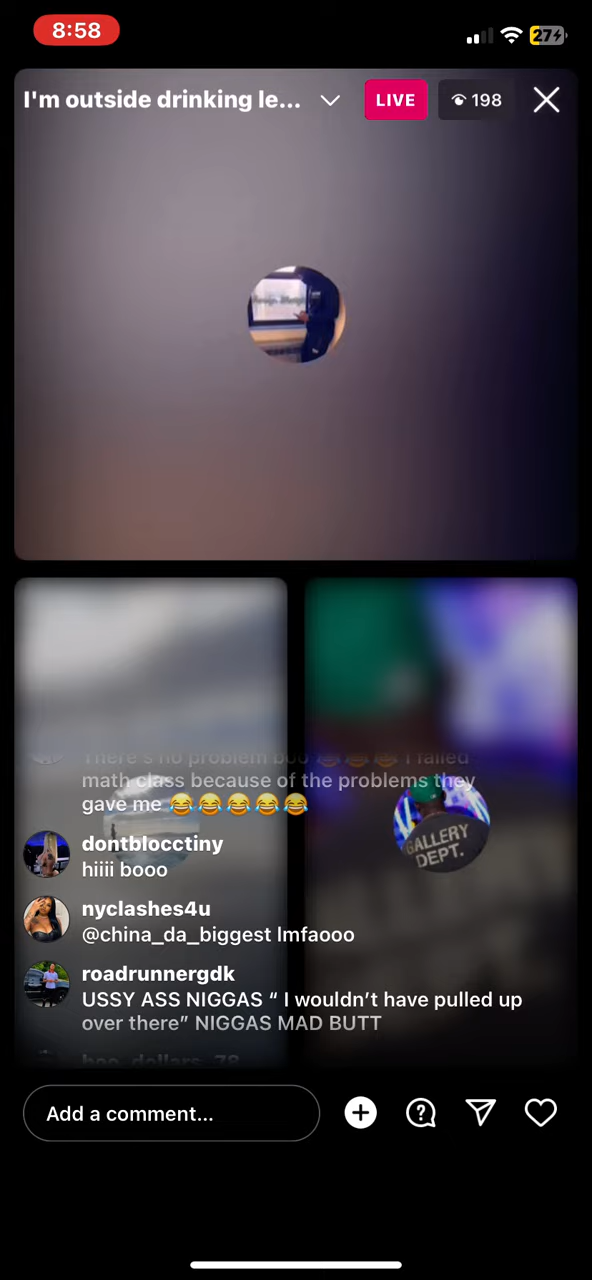 8:58
27
I'm outside drinking le...
LIVE
198
There's no problem boo 😂😂😂 I failed
math class because of the problems they
gave me 😂😂😂😂😂
GALLERY
DEPT.
dontblocctiny
hiiii booo
nyclashes4u
@china_da_biggest lmfaooo
roadrunnergdk
USSY ASS NIGGAS “ I wouldn’t have pulled up
over there” NIGGAS MAD BUTT
boo_dollars_78
Add a comment...